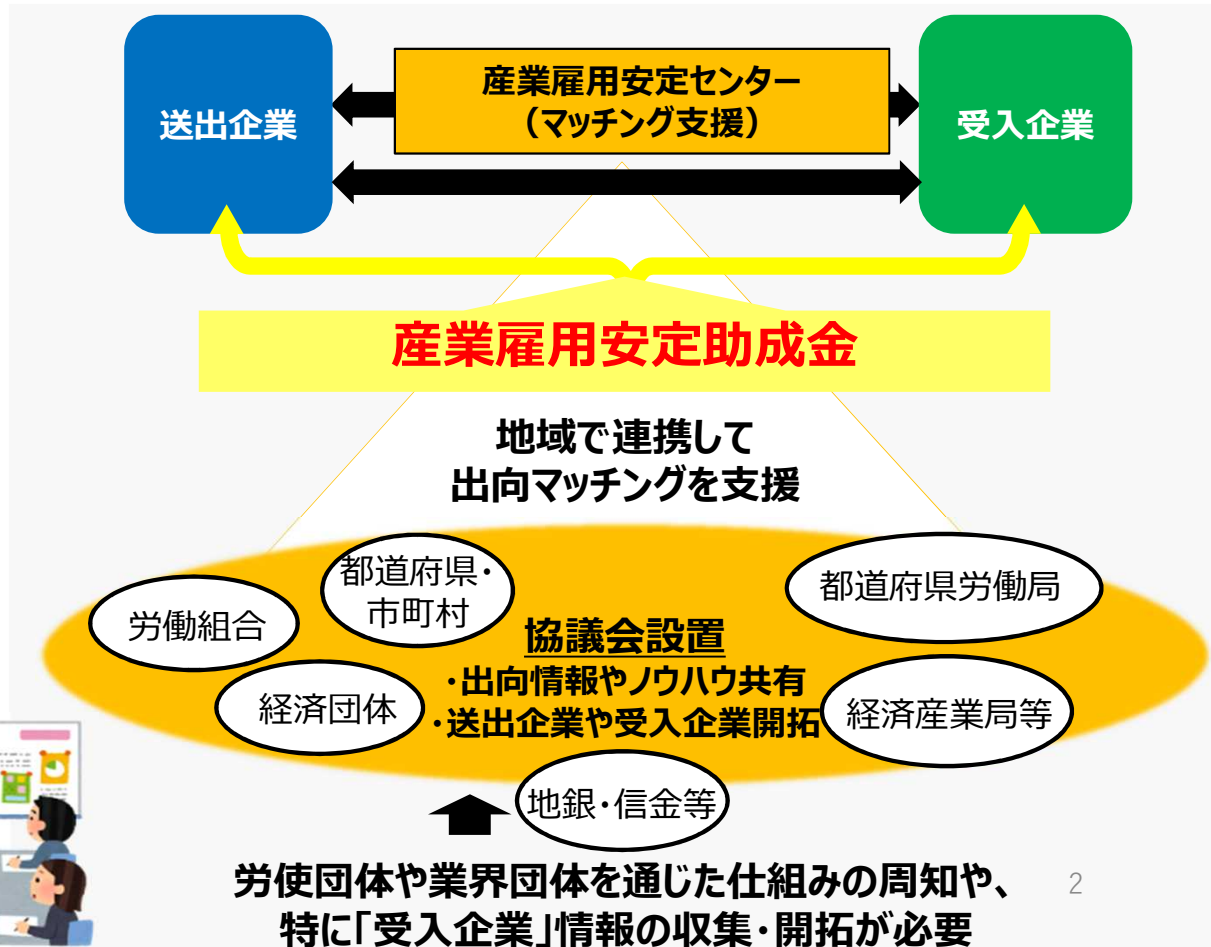 産業雇用安定センター
（マッチング支援）
送出企業
受入企業
産業雇用安定助成金
地域で連携して
出向マッチングを支援
都道府県・
市町村
都道府県労働局
労働組合
協議会設置
・出向情報やノウハウ共有
経済団体
・送出企業や受入企業開拓
経済産業局等
地銀・信金等
労使団体や業界団体を通じた仕組みの周知や、
2
特に「受入企業」情報の収集・開拓が必要